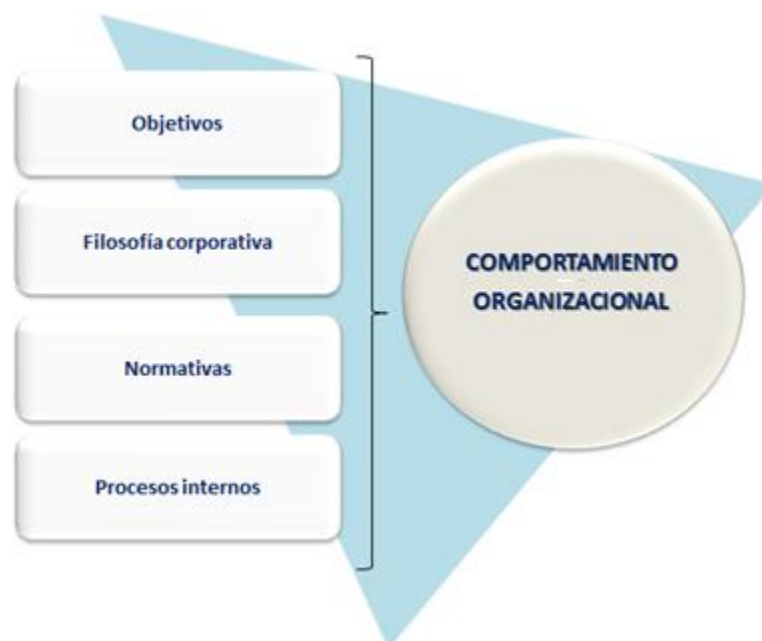 Objetivos
Filosofía corporativa
Normativas
Procesos internos
COMPORTAMIENTO
ORGANIZACIONAL